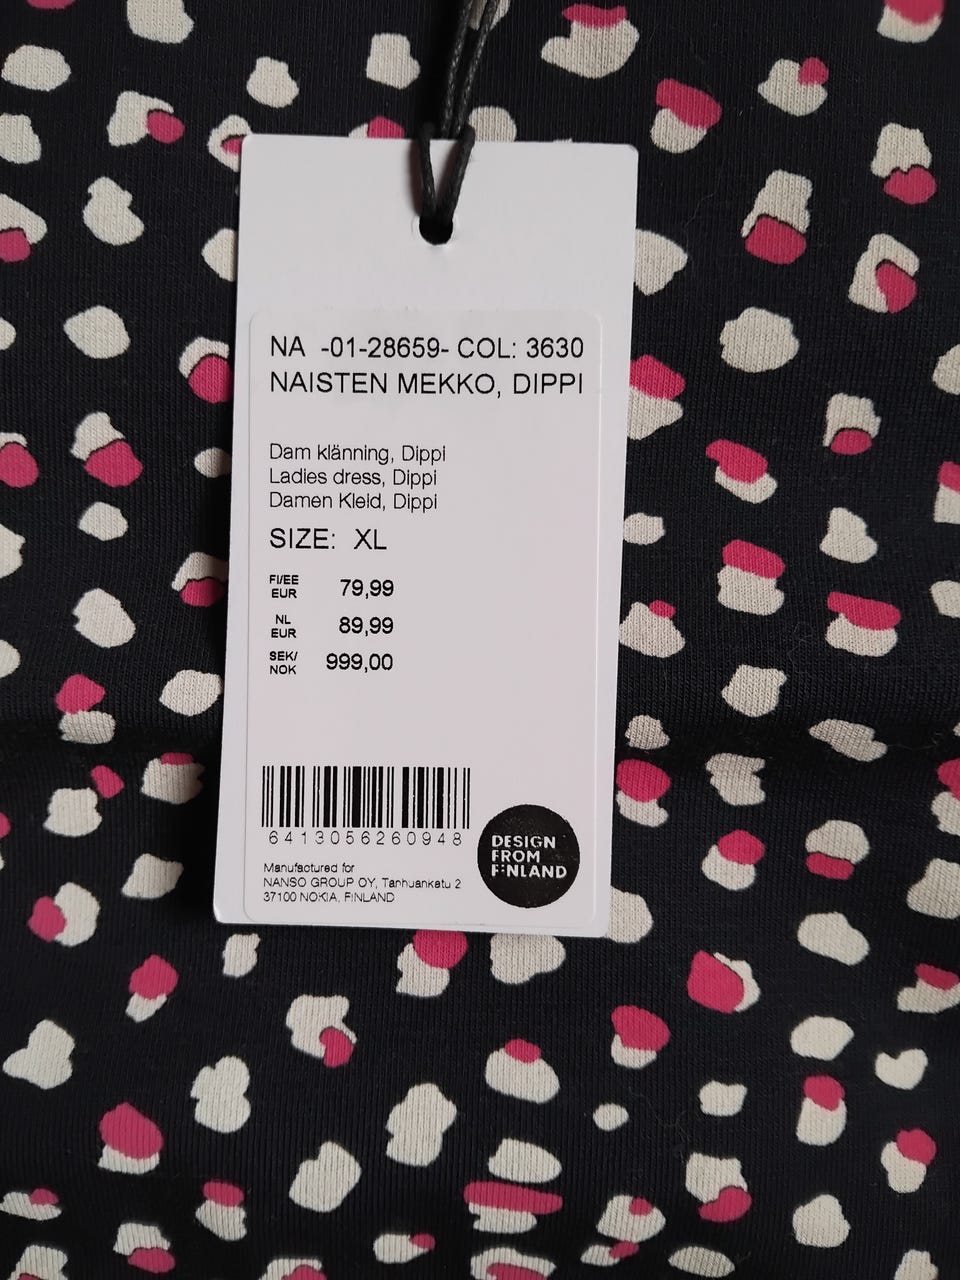 NA -01-28659- COL: 3630
NAISTEN MEKKO, DIPPI
Dam klänning, Dippi
Ladies dress, Dippi
Damen Kleid, Dippi
SIZE: XL
FI/EE
EUR 79,99
NL
EUR 89,99
SEK/
NOK 999,00
6413056260948
Manufactured for
NANSO GROUP OY, Tanhuankatu 2
37100 NOKIA, FINLAND
DESIGN
FROM
FINLAND